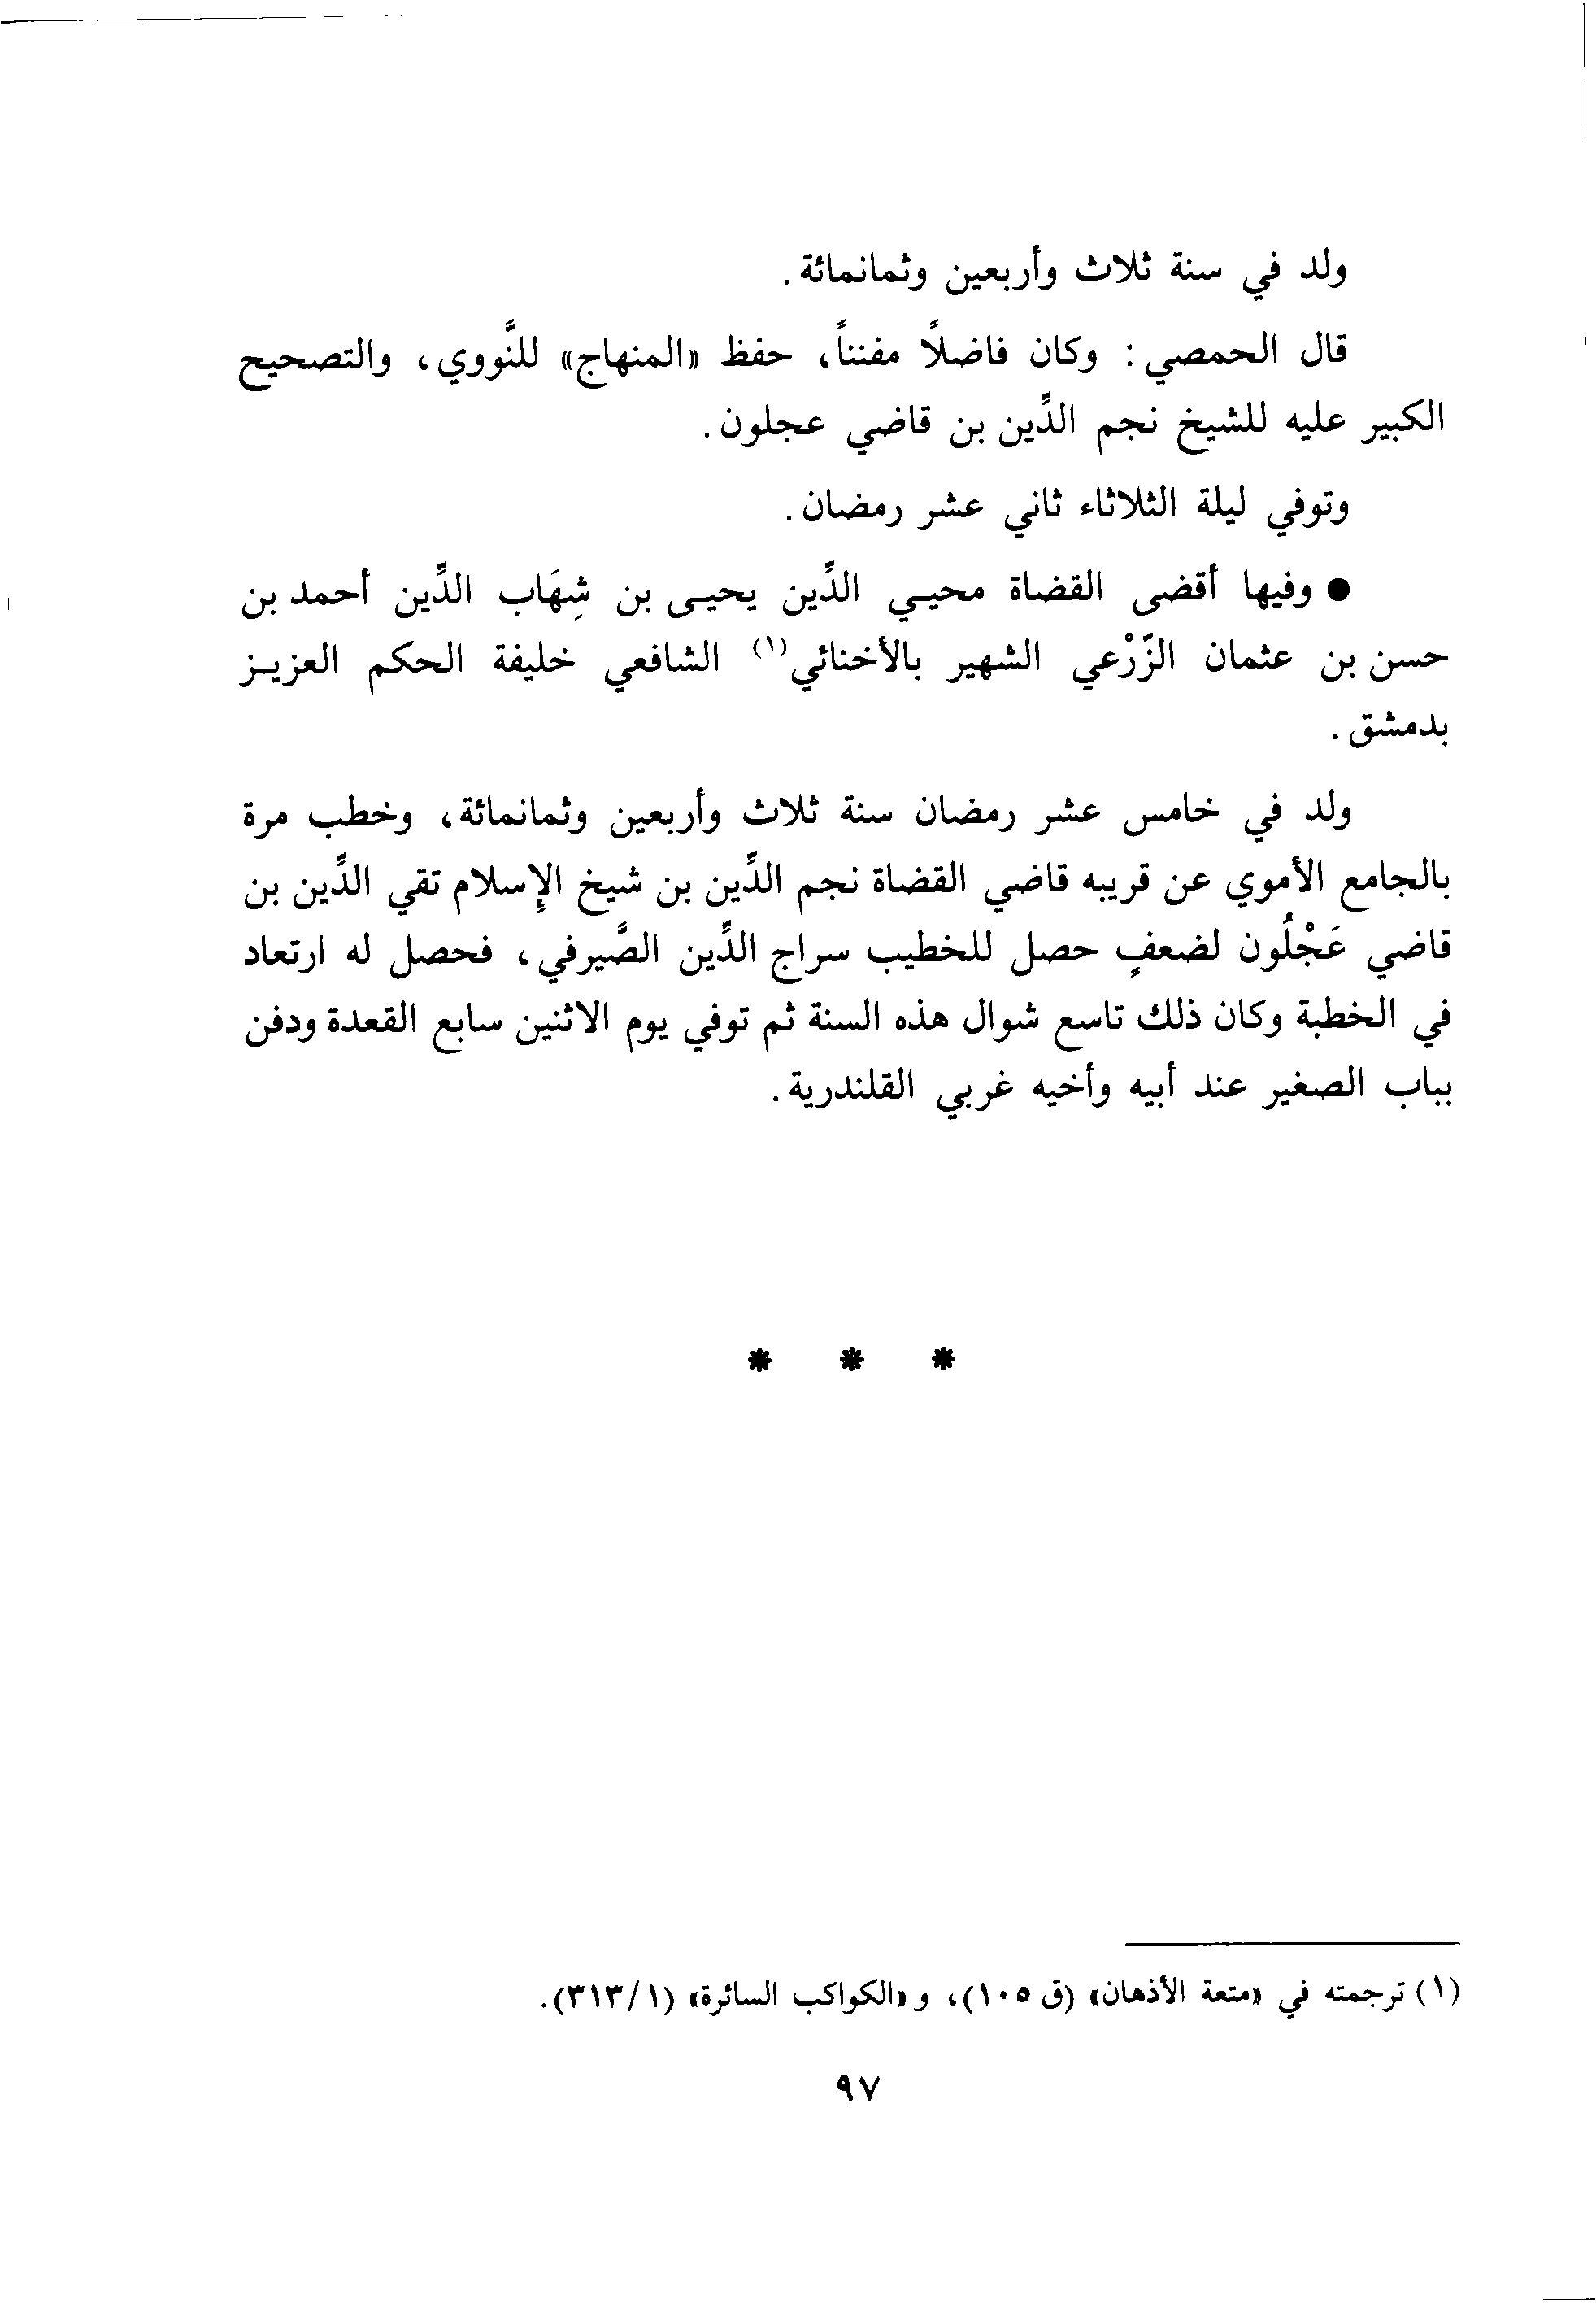 ولد في سنة ثلاث وأربعين وثمانمائة.
قال الحمصي: وكان فاضلاً مفنناً، حفظ «المنهاج» للنَّووي، والتصحيح
الكبير عليه للشيخ نجم الدِّين بن قاضي عجلون.
وتوفي ليلة الثلاثاء ثاني عشر رمضان.
● وفيها أقضى القضاة محيـي الدِّين يحيـى بن شِهَاب الدِّين أحمد بن
حسن بن عثمان الزّرْعي الشهير بالأخنائي(١) الشافعي خليفة الحكم العزيـز
بدمشق.
ولد في خامس عشر رمضان سنة ثلاث وأربعين وثمانمائة، وخطب مرة
بالجامع الأموي عن قريبه قاضي القضاة نجم الدِّين بن شيخ الإِسلام تقي الدِّين بن
قاضي عَجْلُون لضعفٍ حصل للخطيب سراج الدِّين الصَّيرفي، فحصل له ارتعاد
في الخطبة وكان ذلك تاسع شوال هذه السنة ثم توفي يوم الاثنين سابع القعدة ودفن
بباب الصغير عند أبيه وأخيه غربي القلندرية.
* * *
(١) ترجمته في «متعة الأذهان» (ق ١٠٥)، و «الكواكب السائرة» (٣١٣/١).
٩٧